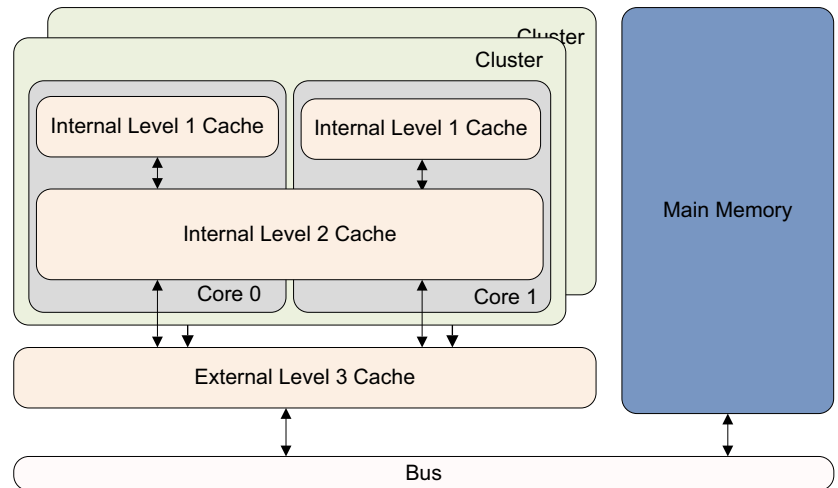 Cluster
Cluster
Internal Level 1 Cache
Internal Level 1 Cache
Main Memory
Internal Level 2 Cache
Core 0
Core 1
External Level 3 Cache
Bus